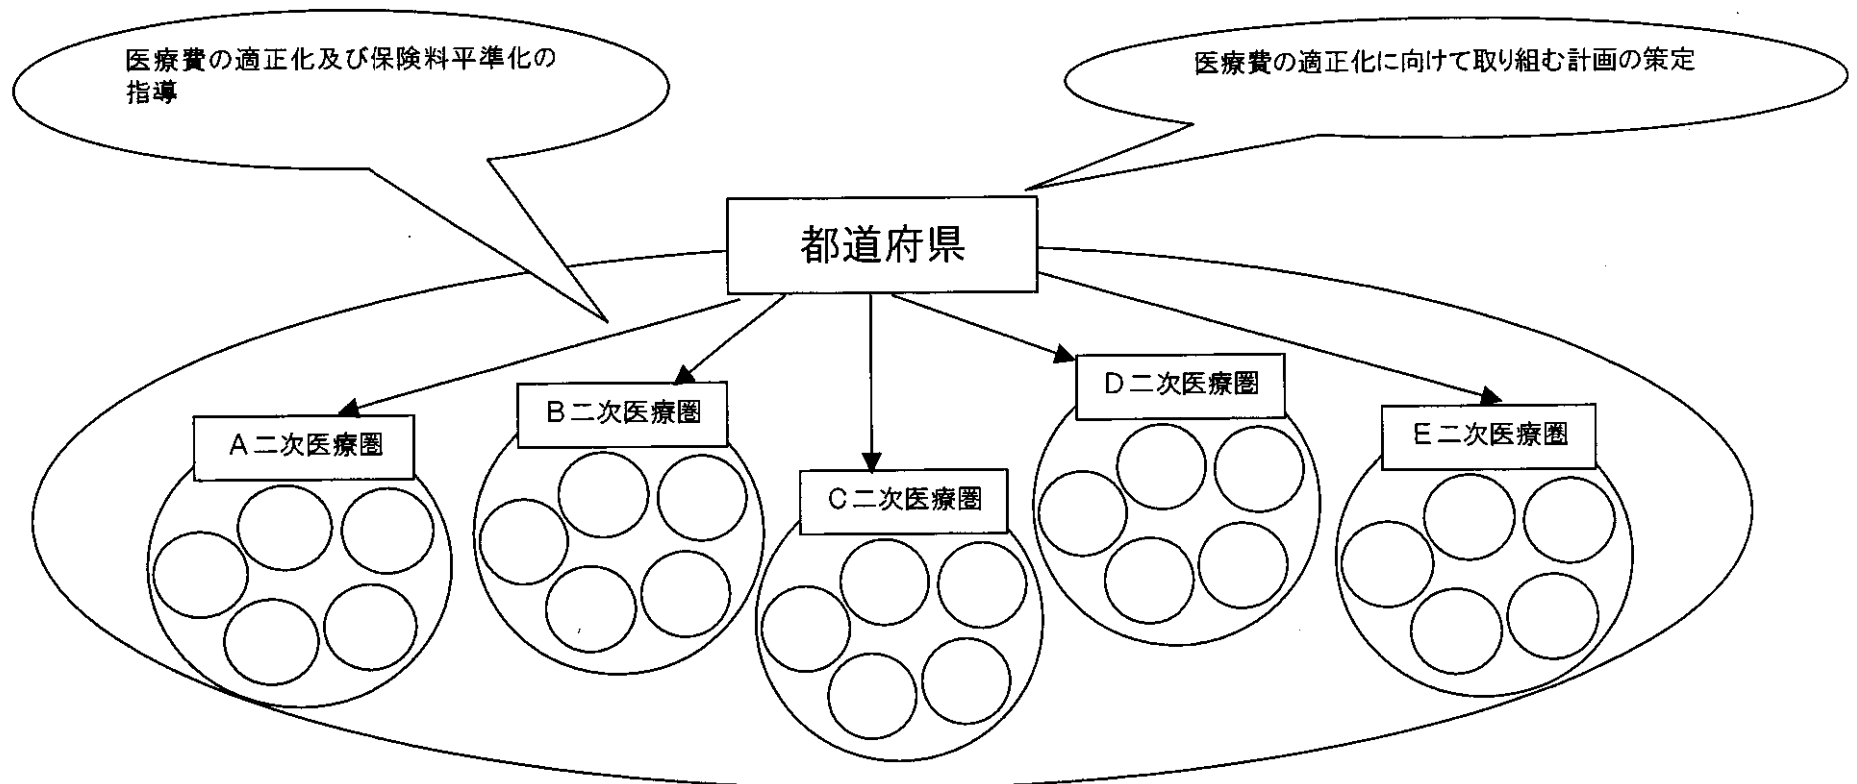 医療費の適正化及び保険料平準化の
指導
医療費の適正化に向けて取り組む計画の策定
都道府県
A二次医療圏
B二次医療圏
C二次医療圏
D二次医療圏
E二次医療圏